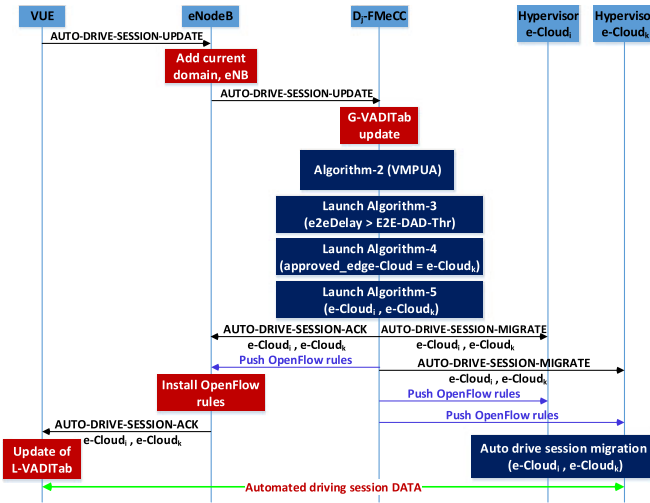 VUE
eNodeB
Dj-FMeCC
Hypervisor
e-Cloudi
Hyperviso
e-Cloudk
AUTO-DRIVE-SESSION-UPDATE
Add current
domain, eNB
AUTO-DRIVE-SESSION-UPDATE
G-VADITab
update
Algorithm-2 (VMPUA)
Launch Algorithm-3
(e2eDelay > E2E-DAD-Thr)
Launch Algorithm-4
(approved_edge-Cloud = e-Cloudk)
Launch Algorithm-5
(e-Cloudi , e-Cloudk)
AUTO-DRIVE-SESSION-ACK
e-Cloudi , e-Cloudk
AUTO-DRIVE-SESSION-MIGRATE
e-Cloudi , e-Cloudk
Push OpenFlow rules
AUTO-DRIVE-SESSION-MIGRATE
e-Cloudi , e-Cloudk
Install OpenFlow
rules
Push OpenFlow rules
Push OpenFlow rules
AUTO-DRIVE-SESSION-ACK
e-Cloudi , e-Cloudk
Update of
L-VADITab
Auto drive session migration
(e-Cloudi , e-Cloudk)
Automated driving session DATA